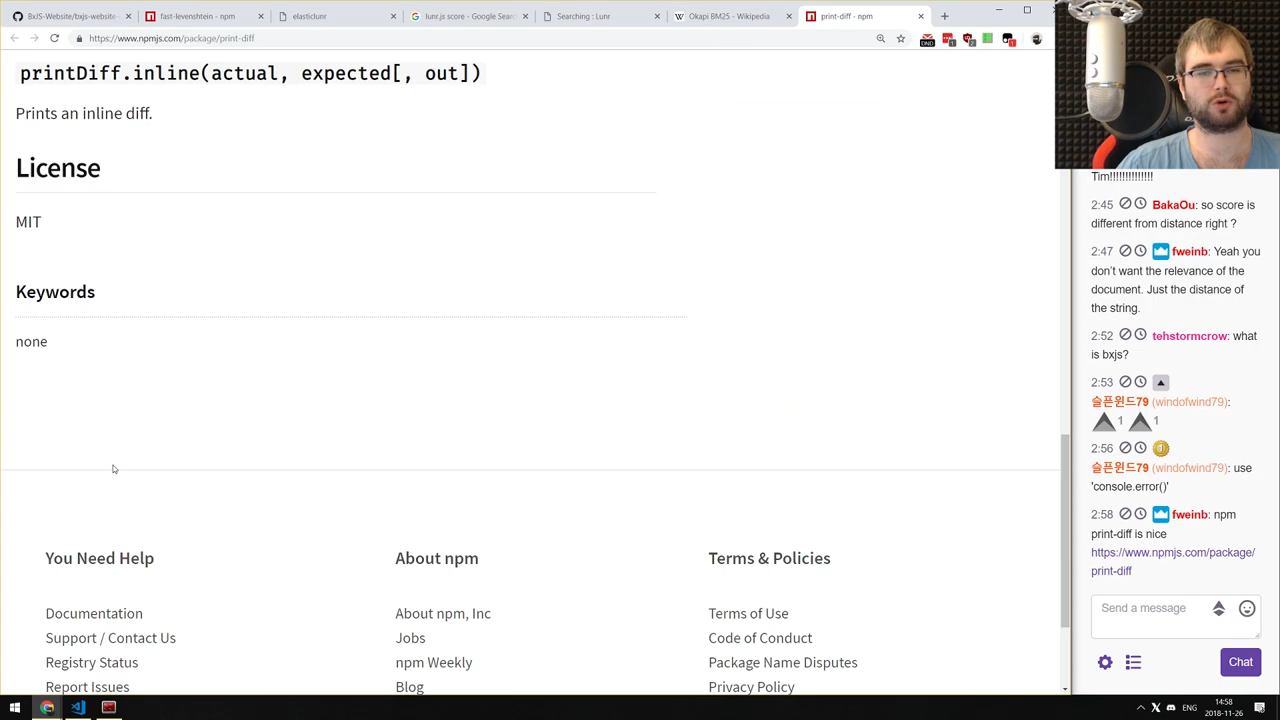 BxJS-Website/bxjs-website-
fast-levenshtein - npm
elasticlunr
lunr.js score - Google Sear
Searching : Lunr
Okapi BM25 - Wikipedia
print-diff - npm
https://www.npmjs.com/package/print-diff
printDiff.inline(actual, expected[, out])
Prints an inline diff.
License
MIT
Keywords
none
You Need Help
Documentation
Support / Contact Us
Registry Status
Report Issues
About npm
About npm, Inc
Jobs
npm Weekly
Blog
Terms & Policies
Terms of Use
Code of Conduct
Package Name Disputes
Privacy Policy
Tim!!!!!!!!!!!!!!
2:45 BakaOu: so score is
different from distance right ?
2:47 fweinb: Yeah you
don't want the relevance of the
document. Just the distance of
the string.
2:52 tehstormcrow: what
is bxjs?
2:53
슬픈윈드79 (windofwind79):
1 1
2:56
슬픈윈드79 (windofwind79): use
'console.error()'
2:58 fweinb: npm
print-diff is nice
https://www.npmjs.com/package/
print-diff
Send a message
Chat
ENG
14:58
2018-11-26